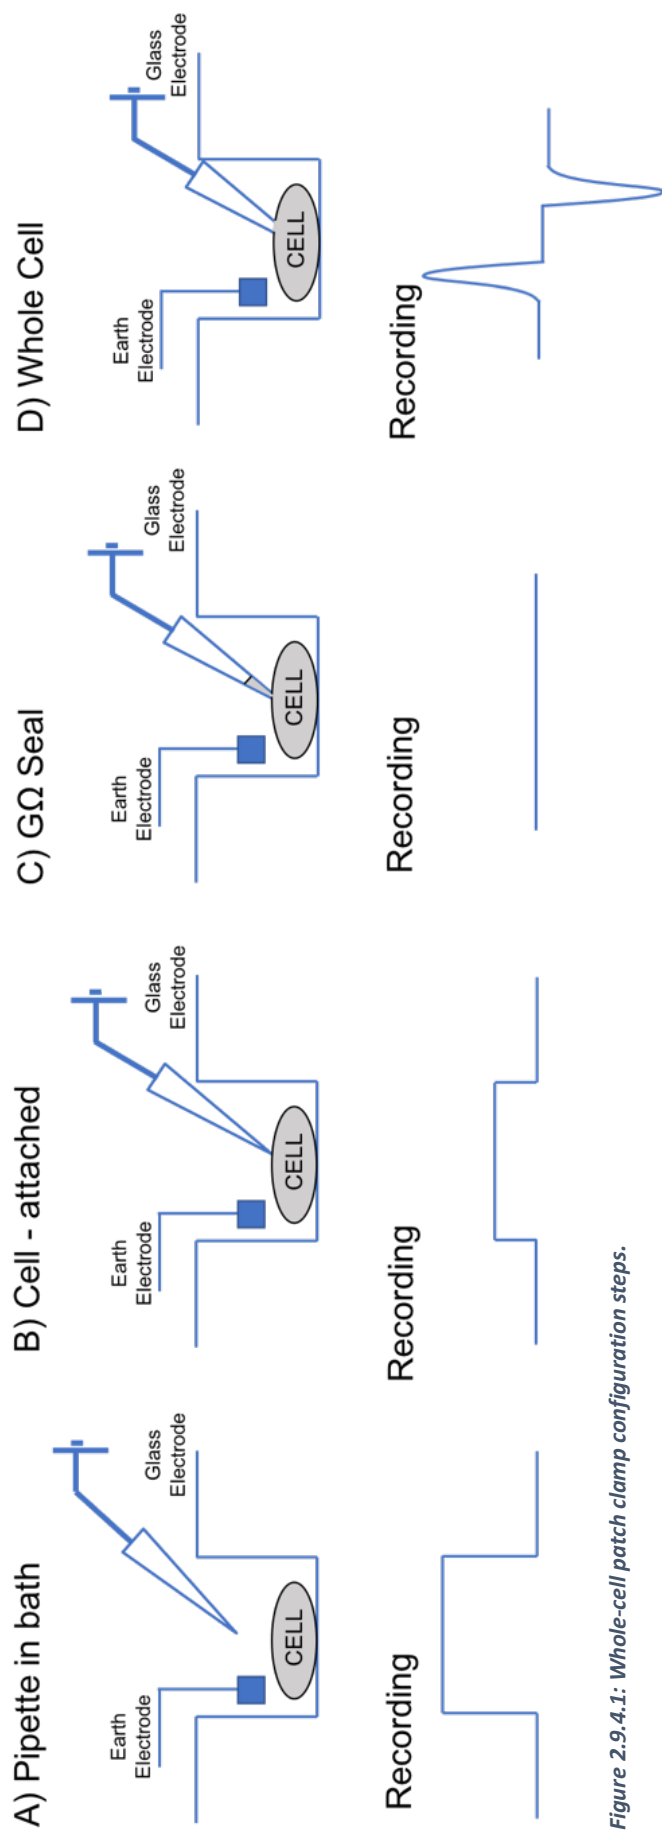 A) Pipette in bath
Earth
Electrode
Glass
Electrode
CELL
Recording
B) Cell - attached
Earth
Electrode
Glass
Electrode
CELL
Recording
C) GΩ Seal
Earth
Electrode
Glass
Electrode
CELL
Recording
D) Whole Cell
Earth
Electrode
Glass
Electrode
CELL
Recording
Figure 2.9.4.1: Whole-cell patch clamp configuration steps.